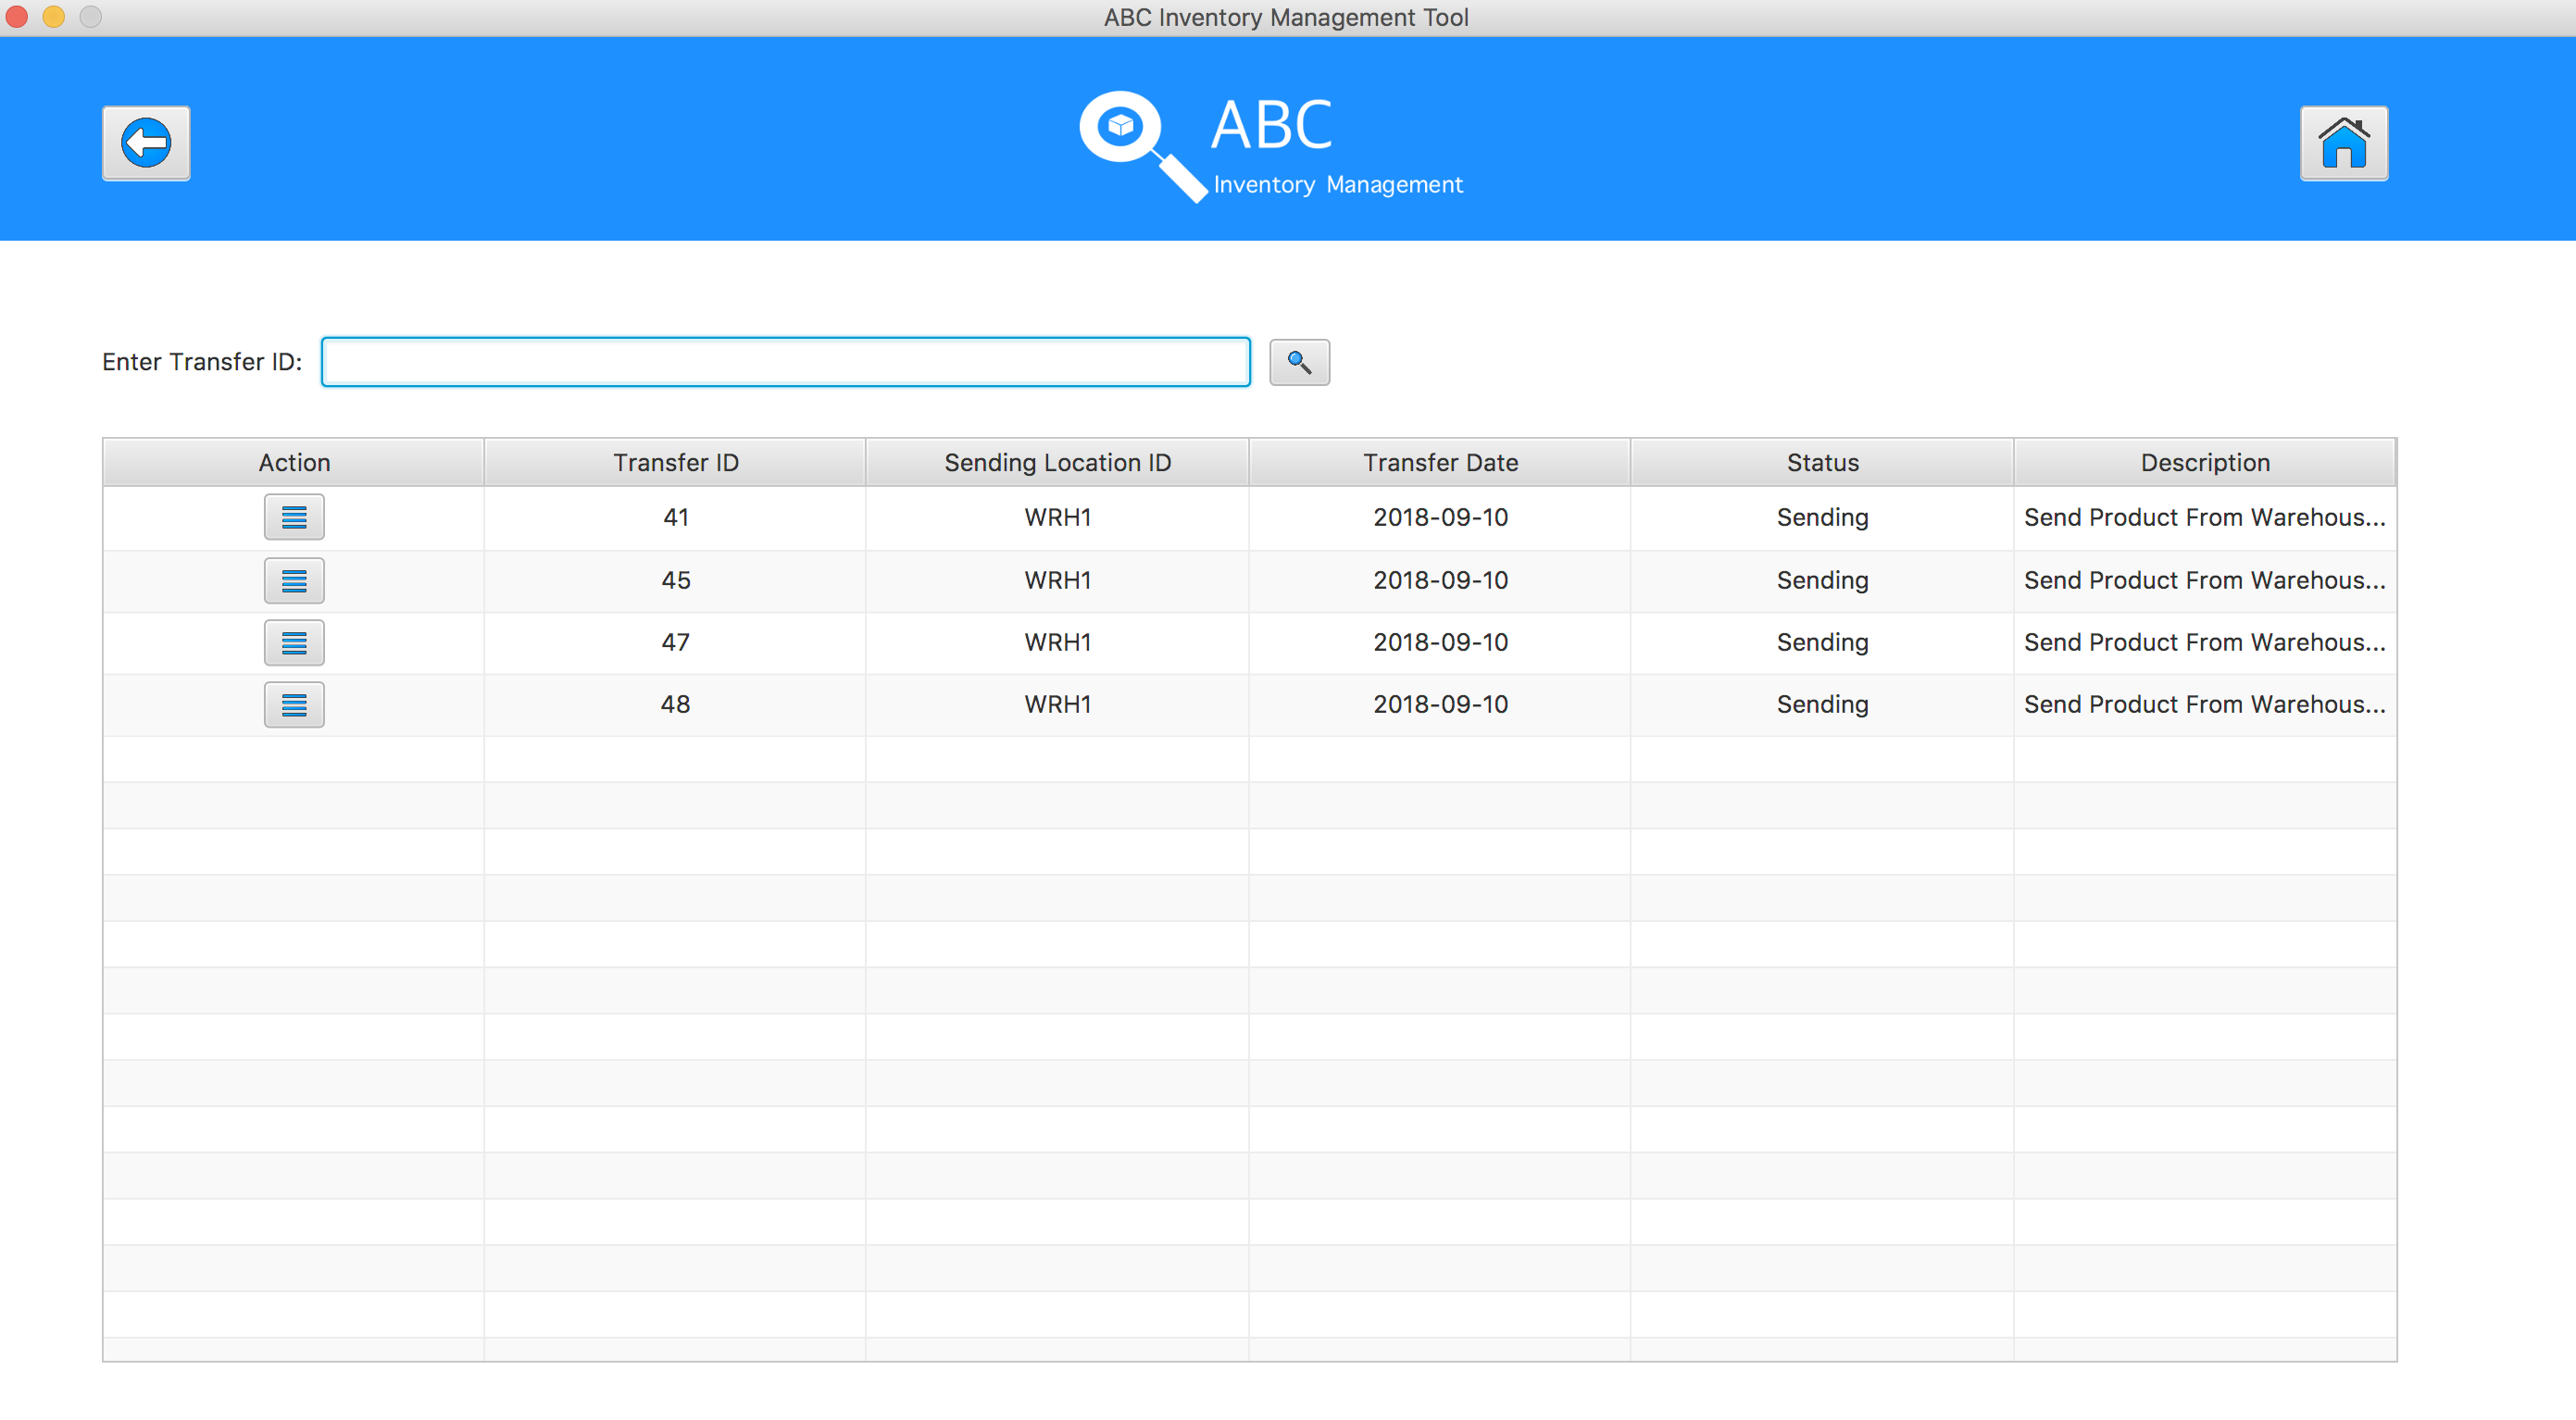 ABC Inventory Management Tool
ABC
Inventory Management
Enter Transfer ID:
Action Transfer ID Sending Location ID Transfer Date Status Description
41 WRH1 2018-09-10 Sending Send Product From Warehous...
45 WRH1 2018-09-10 Sending Send Product From Warehous...
47 WRH1 2018-09-10 Sending Send Product From Warehous...
48 WRH1 2018-09-10 Sending Send Product From Warehous...